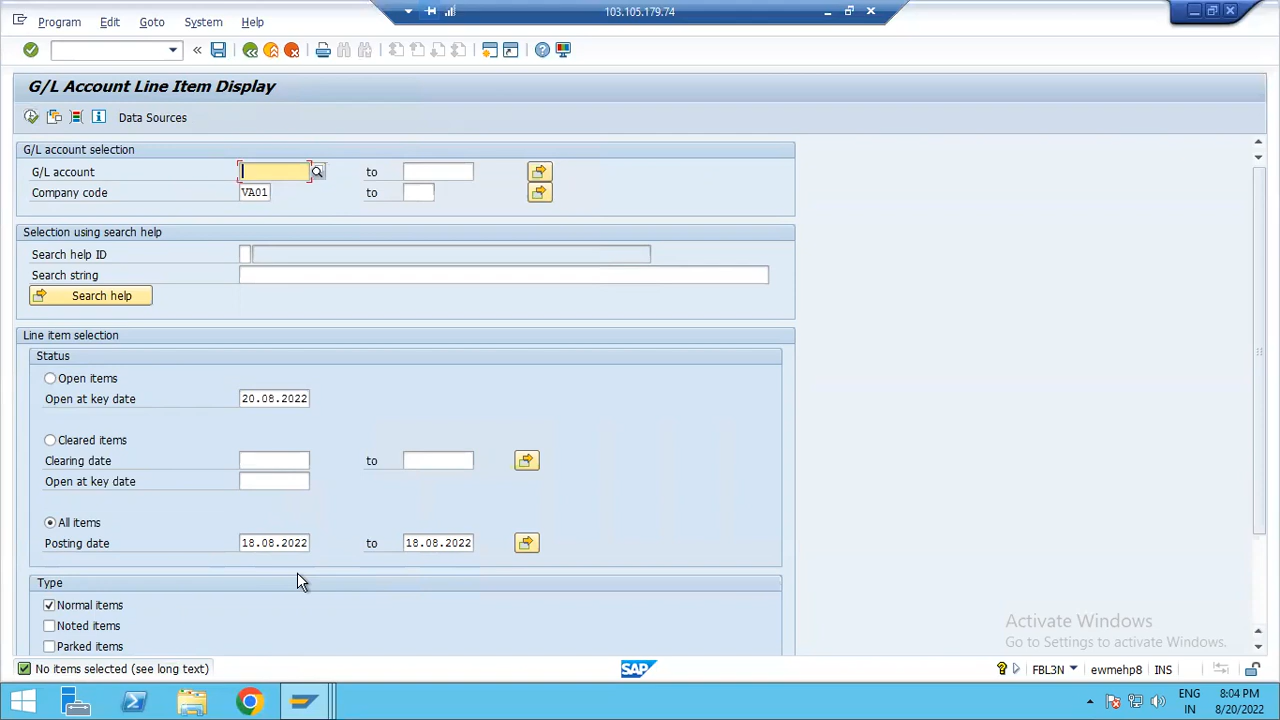 Program Edit Goto System Help
103.105.179.74
G/L Account Line Item Display
Data Sources
G/L account selection
G/L account to
Company code VA01 to
Selection using search help
Search help ID
Search string
Search help
Line item selection
Status
Open items
Open at key date 20.08.2022
Cleared items
Clearing date to
Open at key date
All items
Posting date 18.08.2022 to 18.08.2022
Type
Normal items
Noted items
Parked items
Activate Windows
Go to Settings to activate Windows.
No items selected (see long text)
SAP
FBL3N ewmehp8 INS
ENG 8:04 PM
IN 8/20/2022